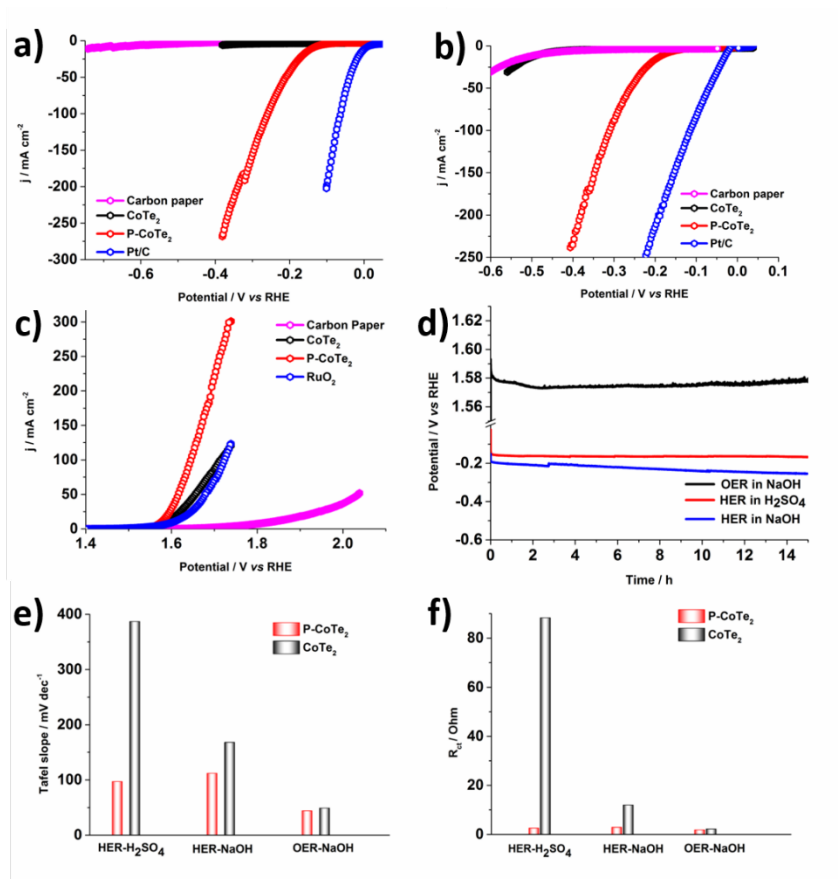 a)
0
-50
-100
-150
-200
-250
-300
j / mA cm⁻²
Carbon paper
CoTe₂
P-CoTe₂
Pt/C
-0.6 -0.4 -0.2 0.0
Potential / V vs RHE
b)
0
-50
-100
-150
-200
-250
j / mA cm⁻²
Carbon paper
CoTe₂
P-CoTe₂
Pt/C
-0.6 -0.5 -0.4 -0.3 -0.2 -0.1 0.0 0.1
Potential / V vs RHE
c)
300
250
200
150
100
50
0
j / mA cm⁻²
Carbon Paper
CoTe₂
P-CoTe₂
RuO₂
1.4 1.6 1.8 2.0
Potential / V vs RHE
d)
1.62
1.60
1.58
1.56
-0.2
-0.4
-0.6
Potential / V vs RHE
OER in NaOH
HER in H₂SO₄
HER in NaOH
0 2 4 6 8 10 12 14
Time / h
e)
400
300
200
100
0
Tafel slope / mV dec⁻¹
P-CoTe₂
CoTe₂
HER-H₂SO₄ HER-NaOH OER-NaOH
f)
80
60
40
20
0
R_ct / Ohm
P-CoTe₂
CoTe₂
HER-H₂SO₄ HER-NaOH OER-NaOH